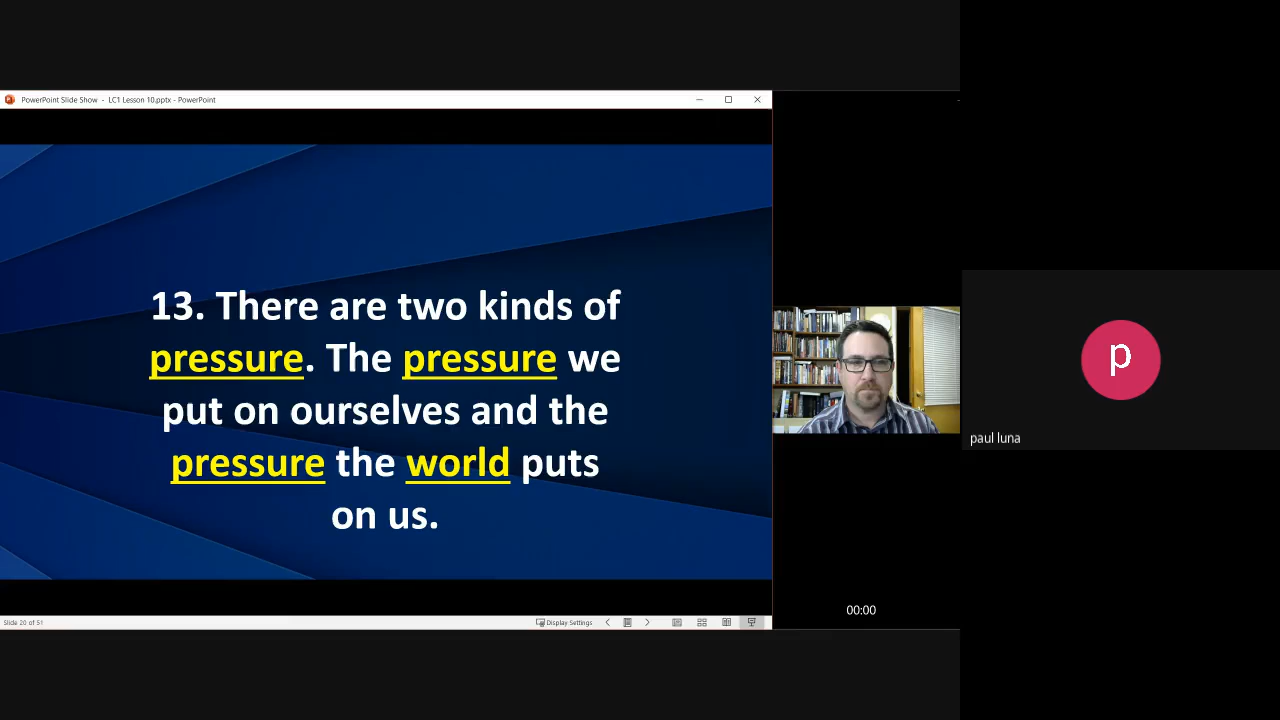 PowerPoint Slide Show - LC1 Lesson 10.pptx - PowerPoint
13. There are two kinds of
pressure. The pressure we
put on ourselves and the
pressure the world puts
on us.
Slide 20 of 51
Display Settings
00:00
p
paul luna